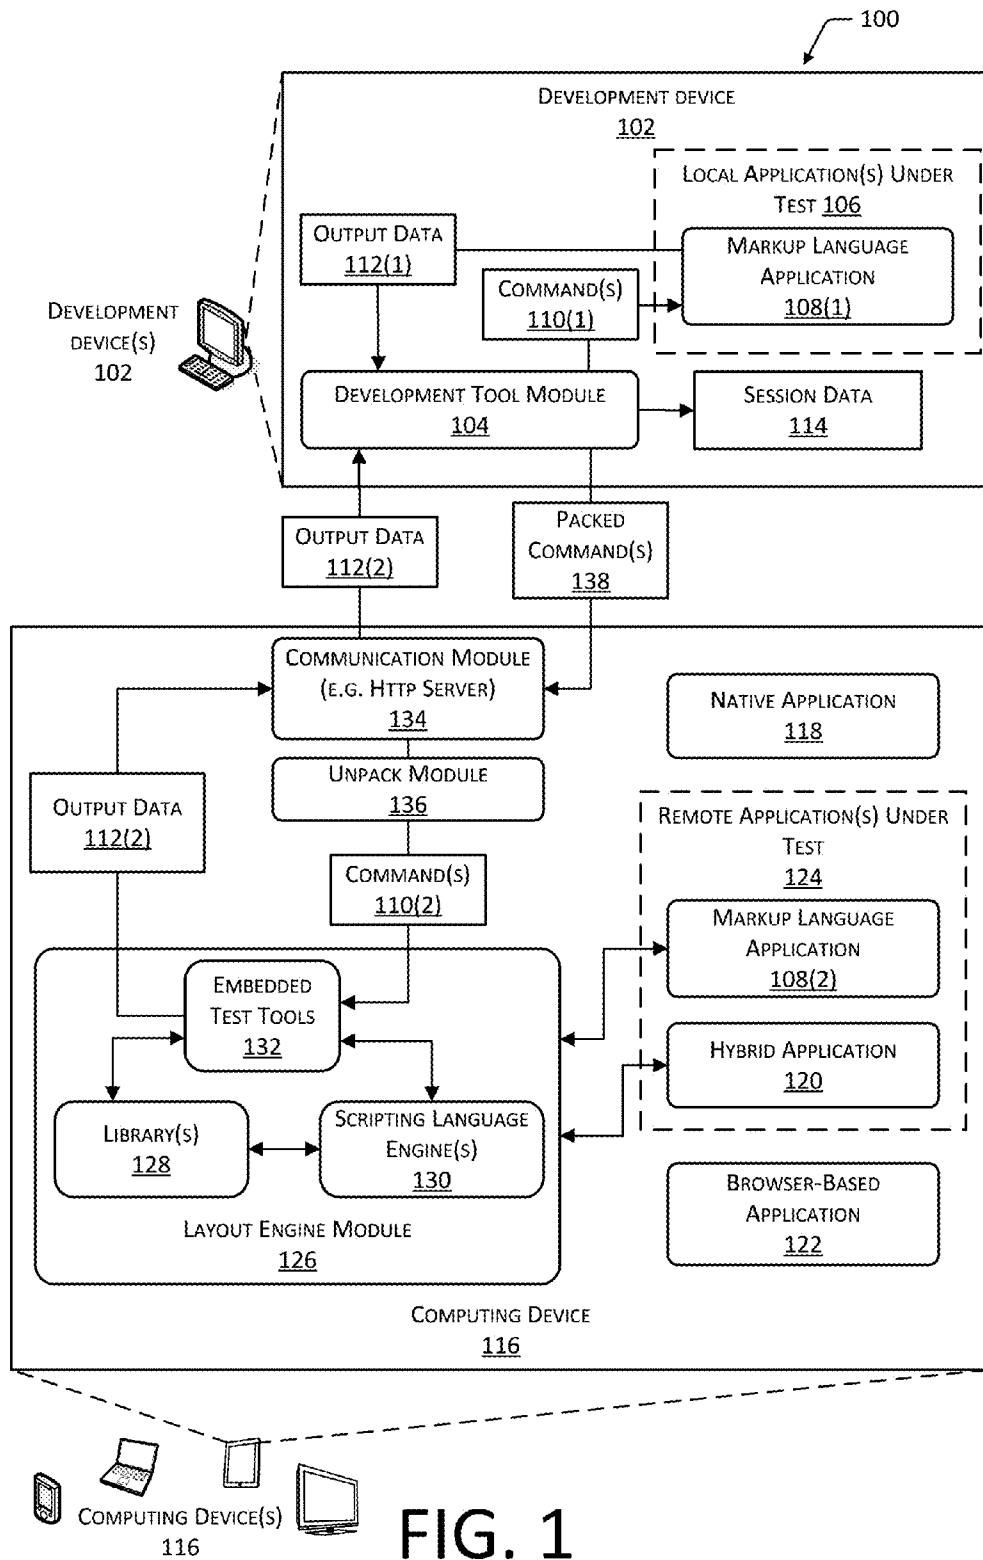 100
DEVELOPMENT DEVICE
102
LOCAL APPLICATION(S) UNDER
TEST 106
OUTPUT DATA
112(1)
MARKUP LANGUAGE
APPLICATION
108(1)
COMMAND(S)
110(1)
DEVELOPMENT
DEVICE(S)
102
DEVELOPMENT TOOL MODULE
104
SESSION DATA
114
OUTPUT DATA
112(2)
PACKED
COMMAND(S)
138
COMMUNICATION MODULE
(E.G. HTTP SERVER)
134
NATIVE APPLICATION
118
UNPACK MODULE
136
OUTPUT DATA
112(2)
REMOTE APPLICATION(S) UNDER
TEST
124
COMMAND(S)
110(2)
MARKUP LANGUAGE
APPLICATION
108(2)
EMBEDDED
TEST TOOLS
132
HYBRID APPLICATION
120
LIBRARY(S)
128
SCRIPTING LANGUAGE
ENGINE(S)
130
BROWSER-BASED
APPLICATION
122
LAYOUT ENGINE MODULE
126
COMPUTING DEVICE
116
COMPUTING DEVICE(S)
116
FIG. 1